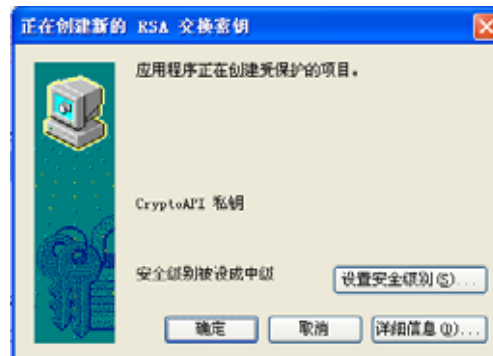 正在创建新的 RSA 交换密钥
应用程序正在创建受保护的项目。
CryptoAPI 私钥
安全级别被设成中级
设置安全级别(S)...
确定
取消
详细信息(D)...